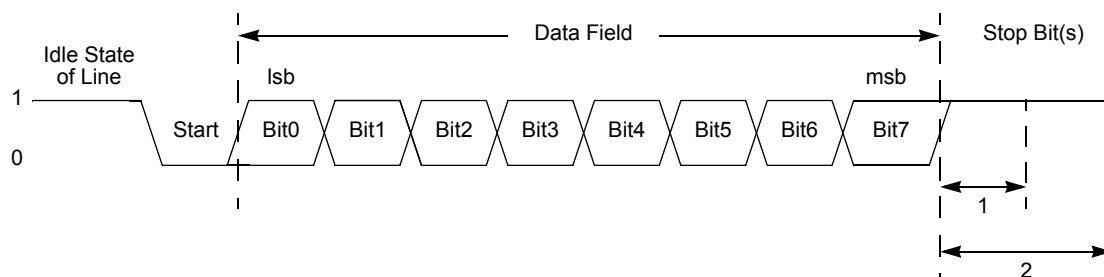 Data Field
Stop Bit(s)
Idle State
of Line
lsb
msb
1
Start
Bit0
Bit1
Bit2
Bit3
Bit4
Bit5
Bit6
Bit7
0
1
2